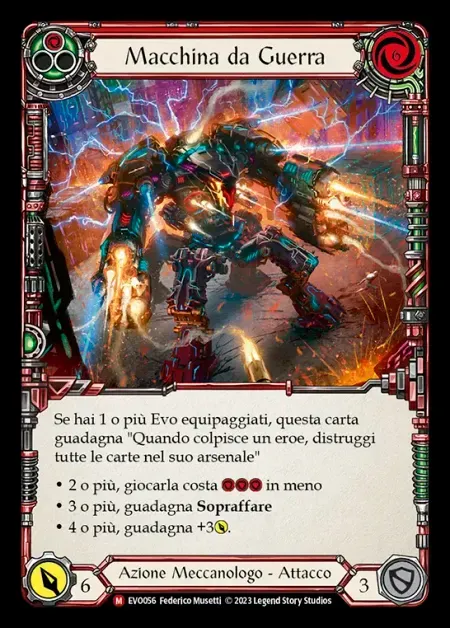 Macchina da Guerra
6
Se hai 1 o più Evo equipaggiati, questa carta
guadagna "Quando colpisce un eroe, distruggi
tutte le carte nel suo arsenale"
• 2 o più, giocarla costa in meno
• 3 o più, guadagna Sopraffare
• 4 o più, guadagna +3.
6
Azione Meccanologo - Attacco
3
M EVO056 Federico Musetti © 2023 Legend Story Studios